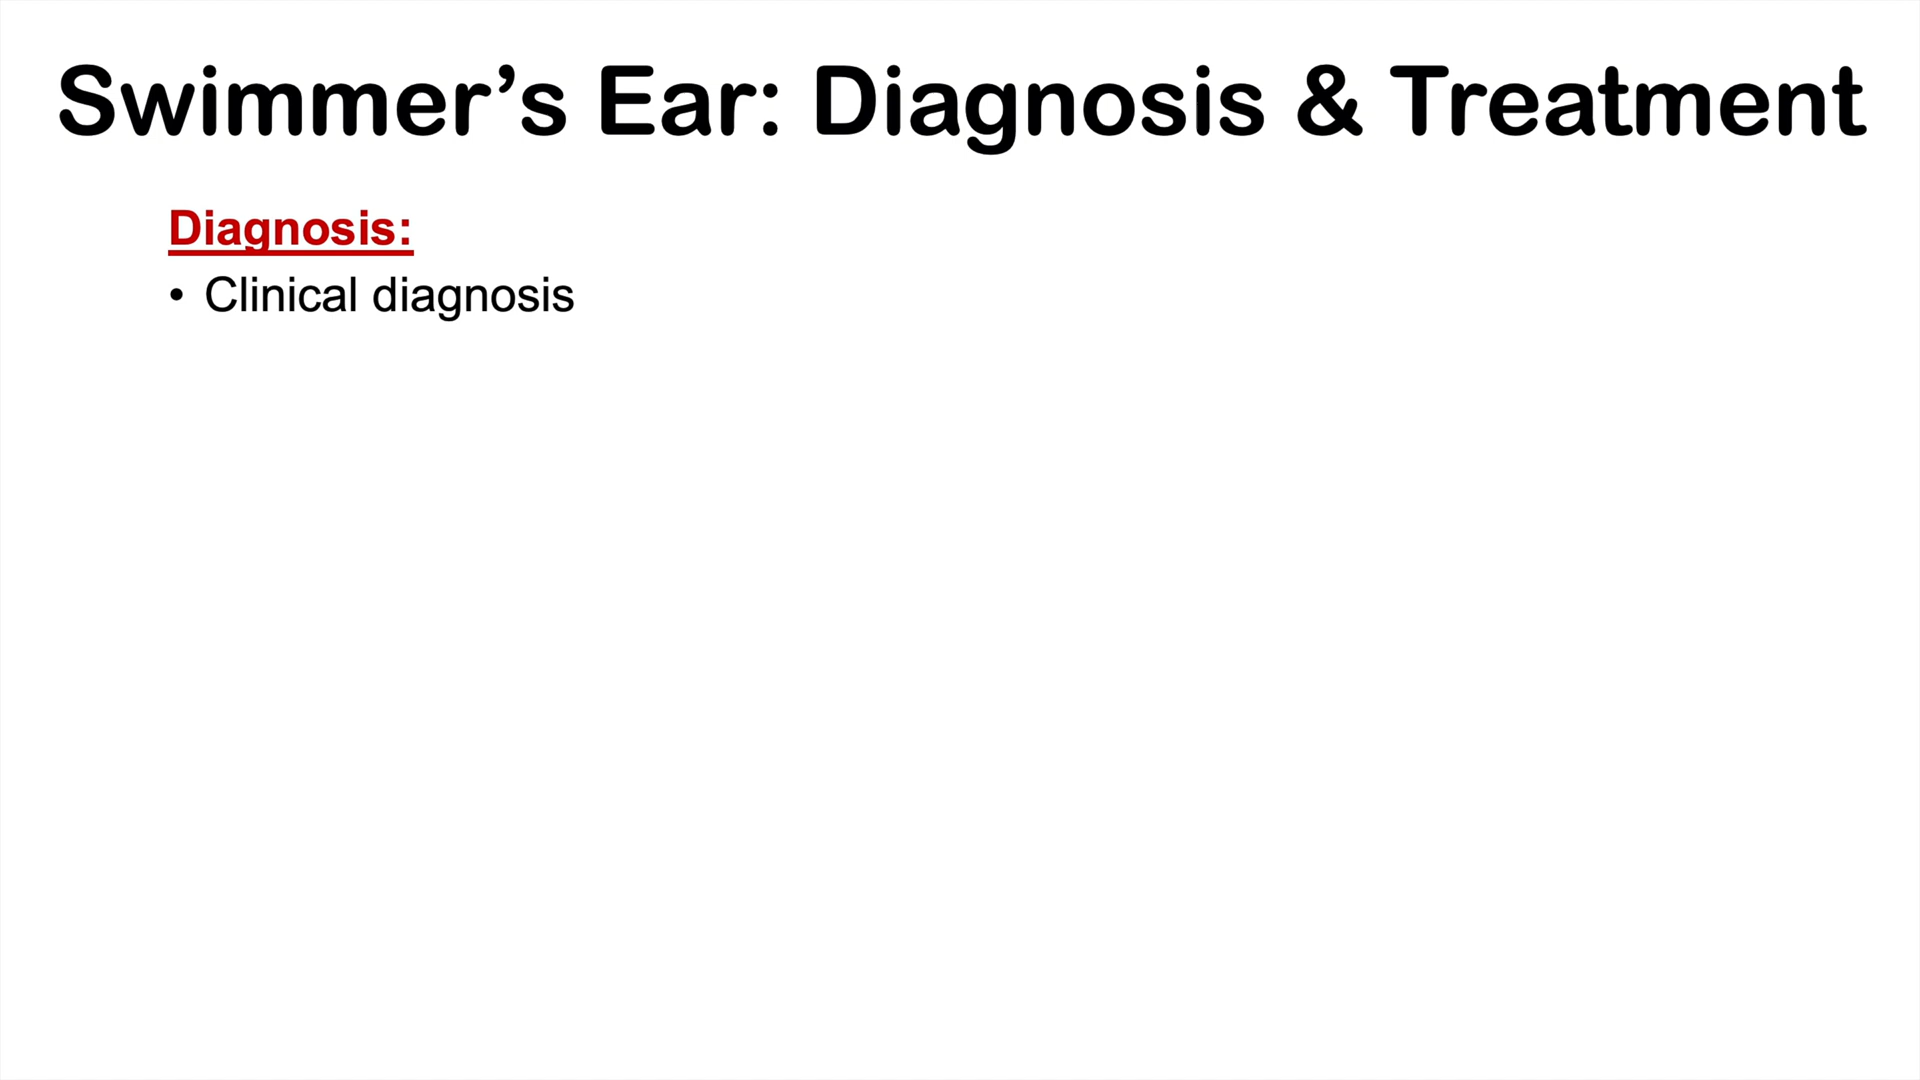 Swimmer’s Ear: Diagnosis & Treatment
Diagnosis:
• Clinical diagnosis